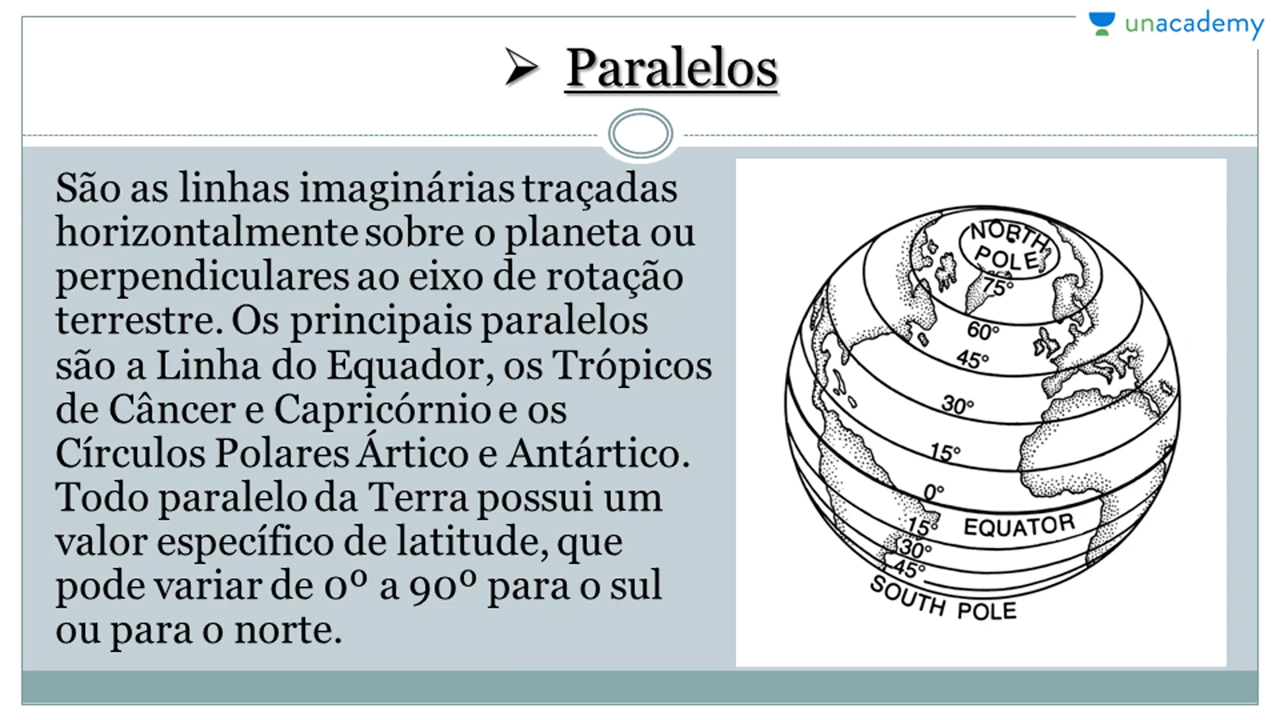 unacademy
➢ Paralelos
São as linhas imaginárias traçadas
horizontalmente sobre o planeta ou
perpendiculares ao eixo de rotação
terrestre. Os principais paralelos
são a Linha do Equador, os Trópicos
de Câncer e Capricórnio e os
Círculos Polares Ártico e Antártico.
Todo paralelo da Terra possui um
valor específico de latitude, que
pode variar de 0º a 90º para o sul
ou para o norte.
NORTH
POLE
75°
60°
45°
30°
15°
0°
EQUATOR
15°
30°
45°
SOUTH POLE